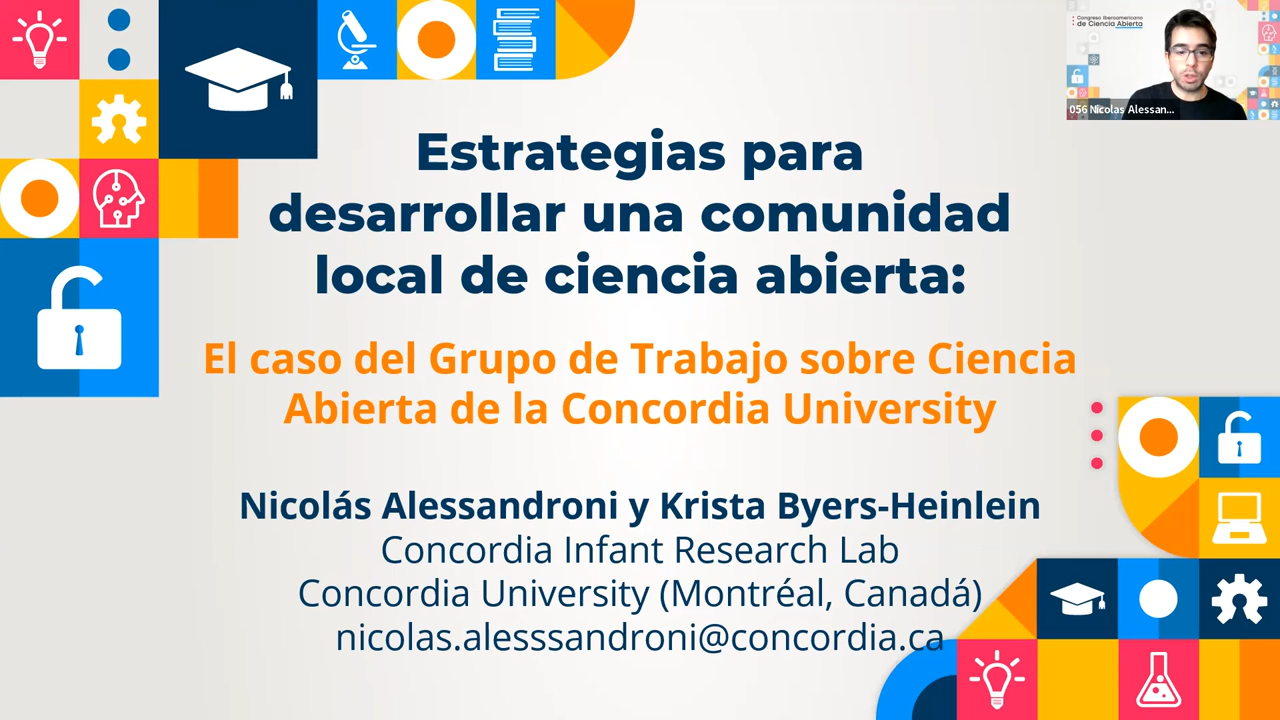 Congreso Iberoamericano
de Ciencia Abierta
056 Nicolas Alessan...
Estrategias para
desarrollar una comunidad
local de ciencia abierta:
El caso del Grupo de Trabajo sobre Ciencia
Abierta de la Concordia University
Nicolás Alessandroni y Krista Byers-Heinlein
Concordia Infant Research Lab
Concordia University (Montréal, Canadá)
nicolas.alesssandroni@concordia.ca